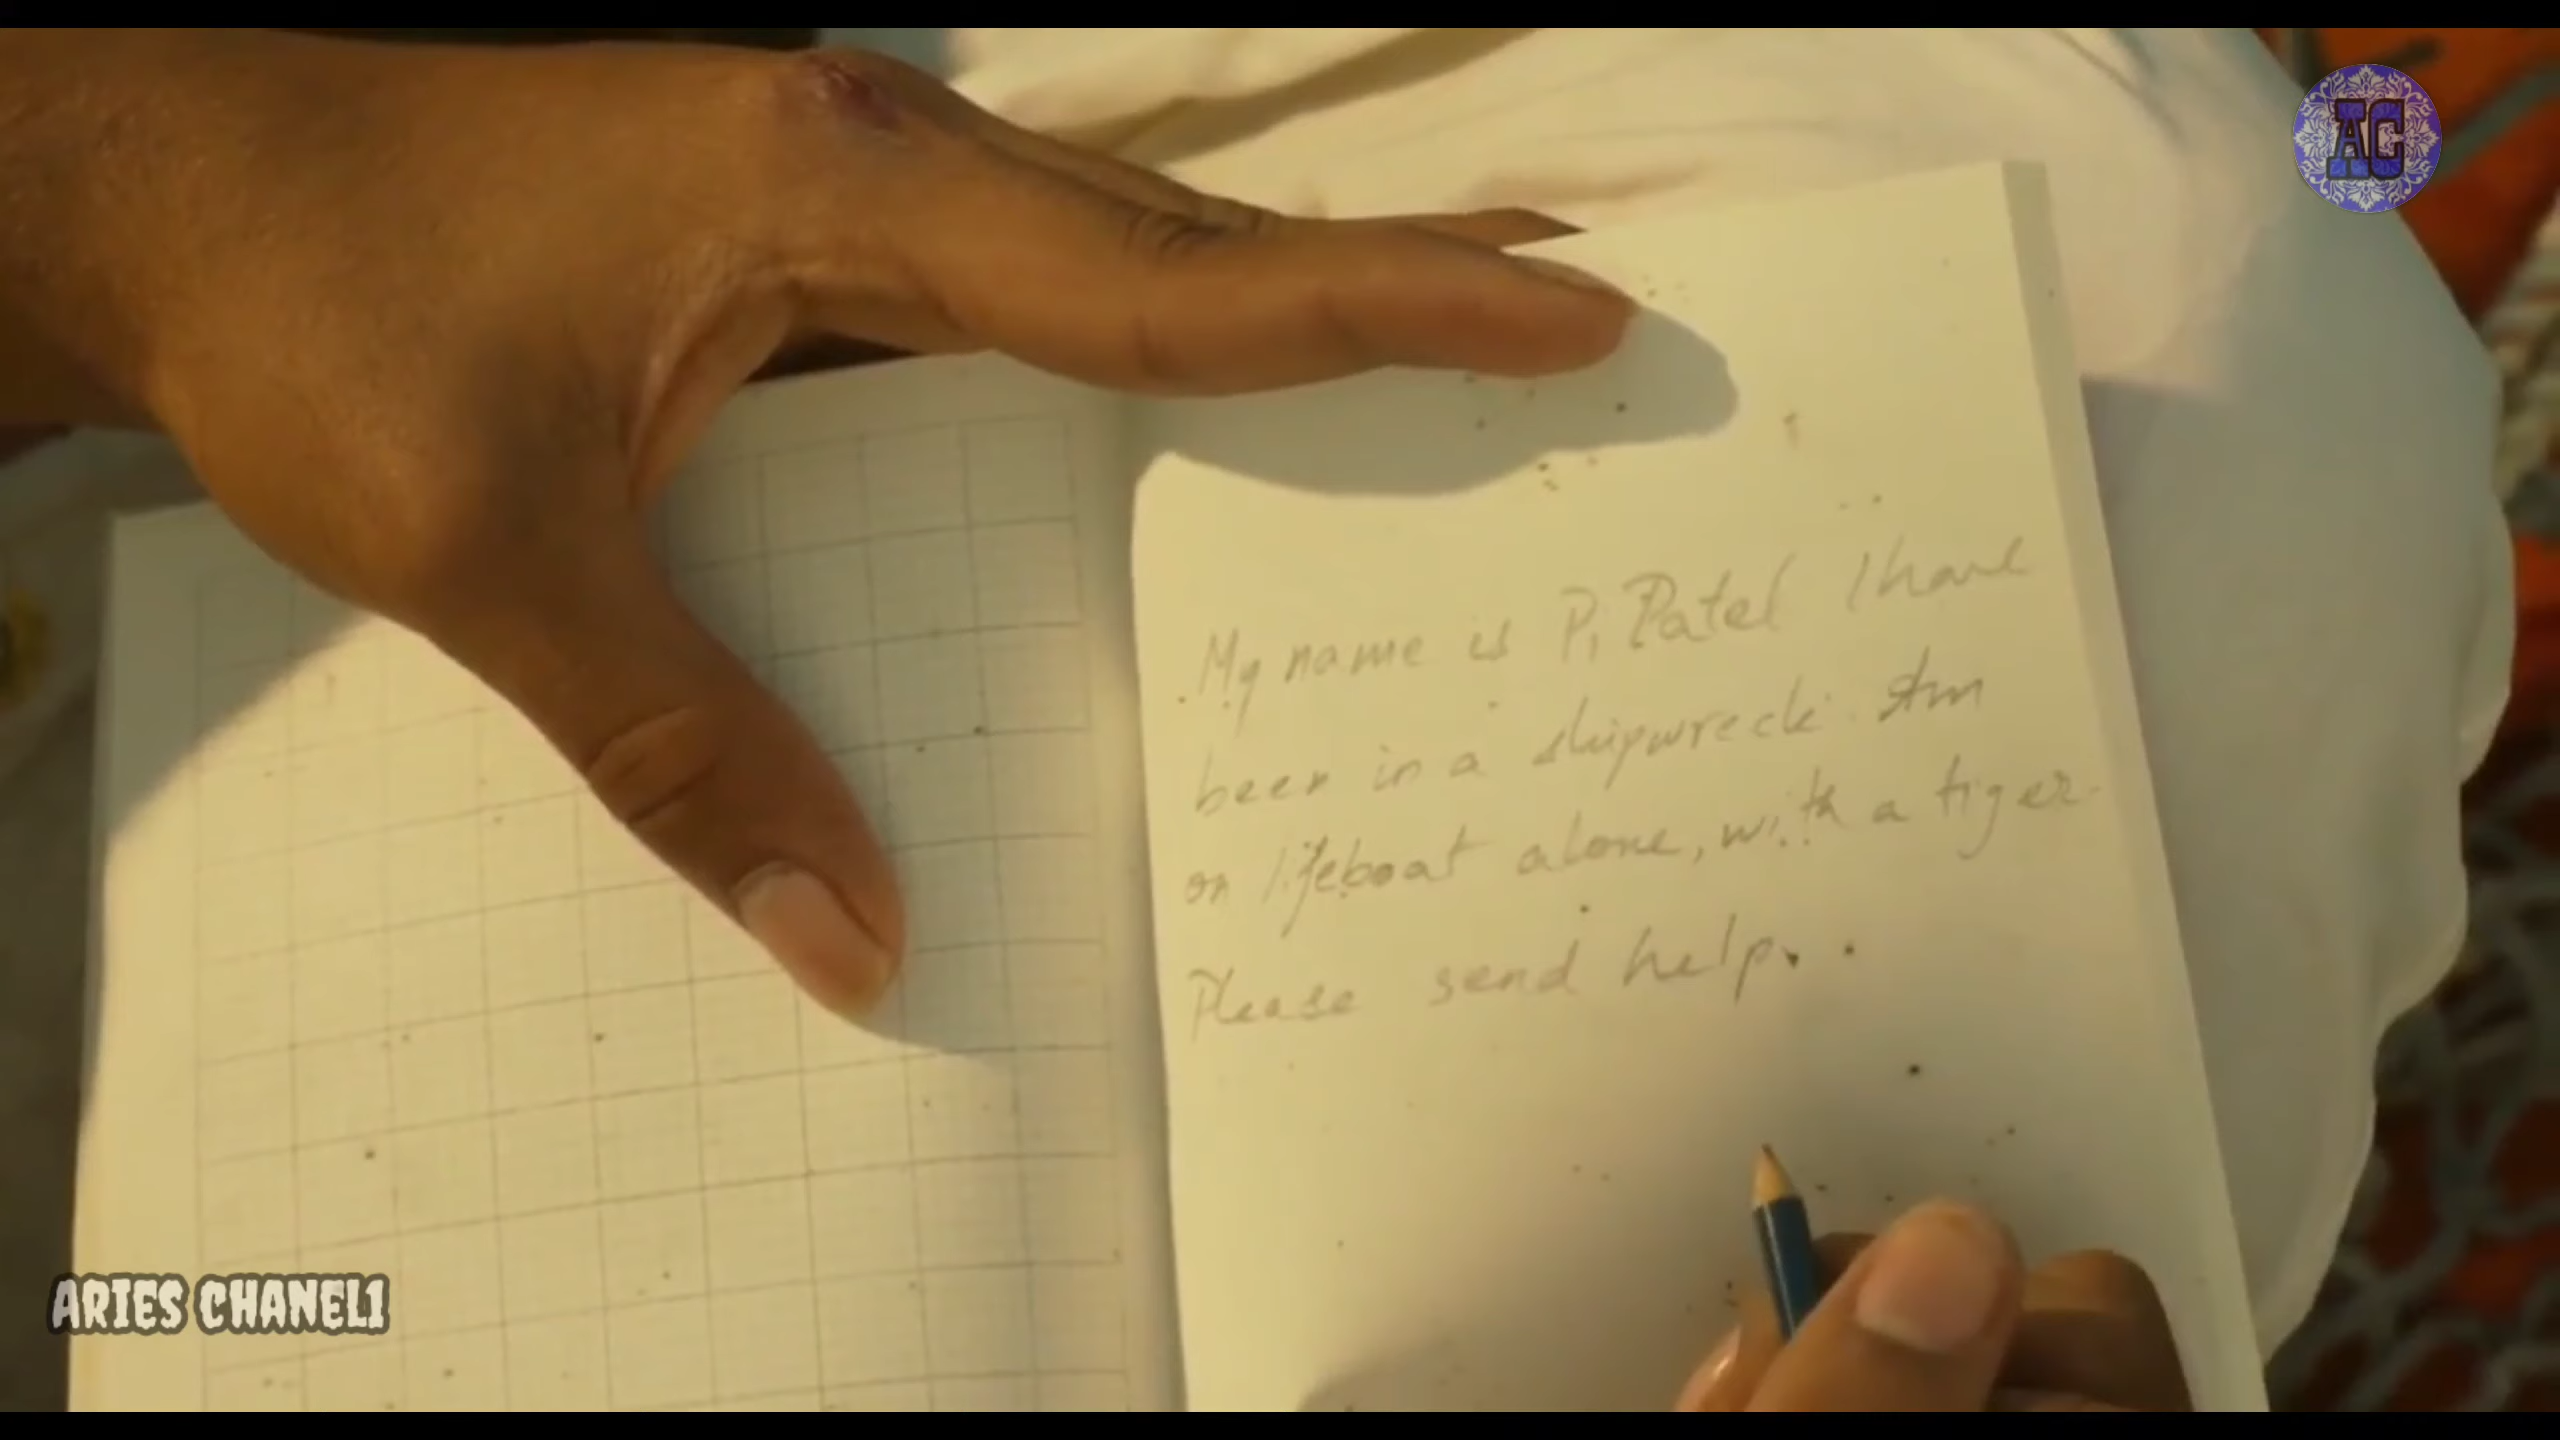 AC
My name is Pi Patel I have
been in a shipwreck. Am
on lifeboat alone, with a tiger.
Please send help.
ARIES CHANEL1